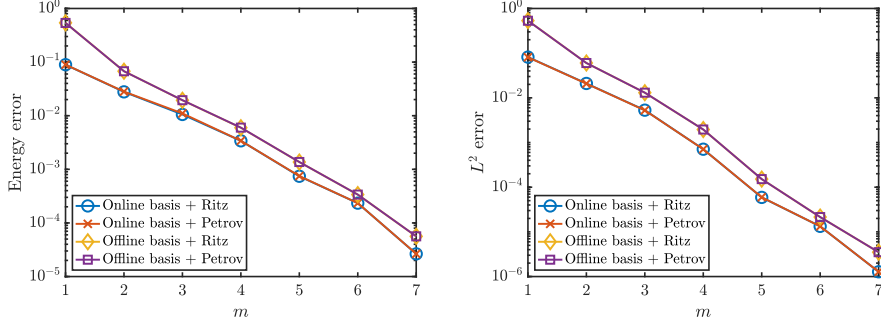 Energy error
10^0
10^{-1}
10^{-2}
10^{-3}
10^{-4}
10^{-5}
Online basis + Ritz
Online basis + Petrov
Offline basis + Ritz
Offline basis + Petrov
1 2 3 4 5 6 7
m
L^2 error
10^0
10^{-2}
10^{-4}
10^{-6}
Online basis + Ritz
Online basis + Petrov
Offline basis + Ritz
Offline basis + Petrov
1 2 3 4 5 6 7
m